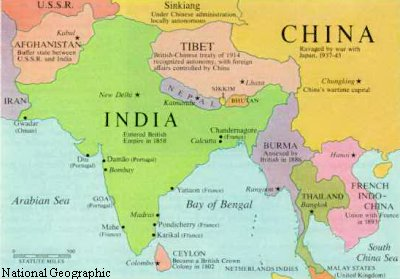 U.S.S.R.
Sinkiang
Under Chinese administration,
locally autonomous
CHINA
Ravaged by war with
Japan, 1937-45
Kabul
AFGHANISTAN
Buffer state between
U.S.S.R. and India
TIBET
British-Chinese treaty of 1914
recognized autonomy, with foreign
affairs controlled by China
Lhasa
Chungking
China's wartime capital
IRAN
New Delhi
NEPAL
Katmandu
SIKKIM
BHUTAN
Gwadar
(Oman)
INDIA
Entered British
Empire in 1858
Chandernagore
(France)
Calcutta
BURMA
Annexed by
British in 1886
Hanoi
Diu
(Portugal)
Damão (Portugal)
Bombay
FRENCH
INDO-
CHINA
Union with France
in 1893
Arabian Sea
GOA
(Portugal)
Yanaon (France)
Rangoon
THAILAND
Bangkok
Madras
Bay of Bengal
Mahé
(France)
Pondicherry (France)
Karikal (France)
South
China Sea
0
500
STATUTE MILES
Colombo
CEYLON
Became a British Crown
Colony in 1802
NETHERLANDS INDIES
MALAY STATES
(United Kingdom)
National Geographic